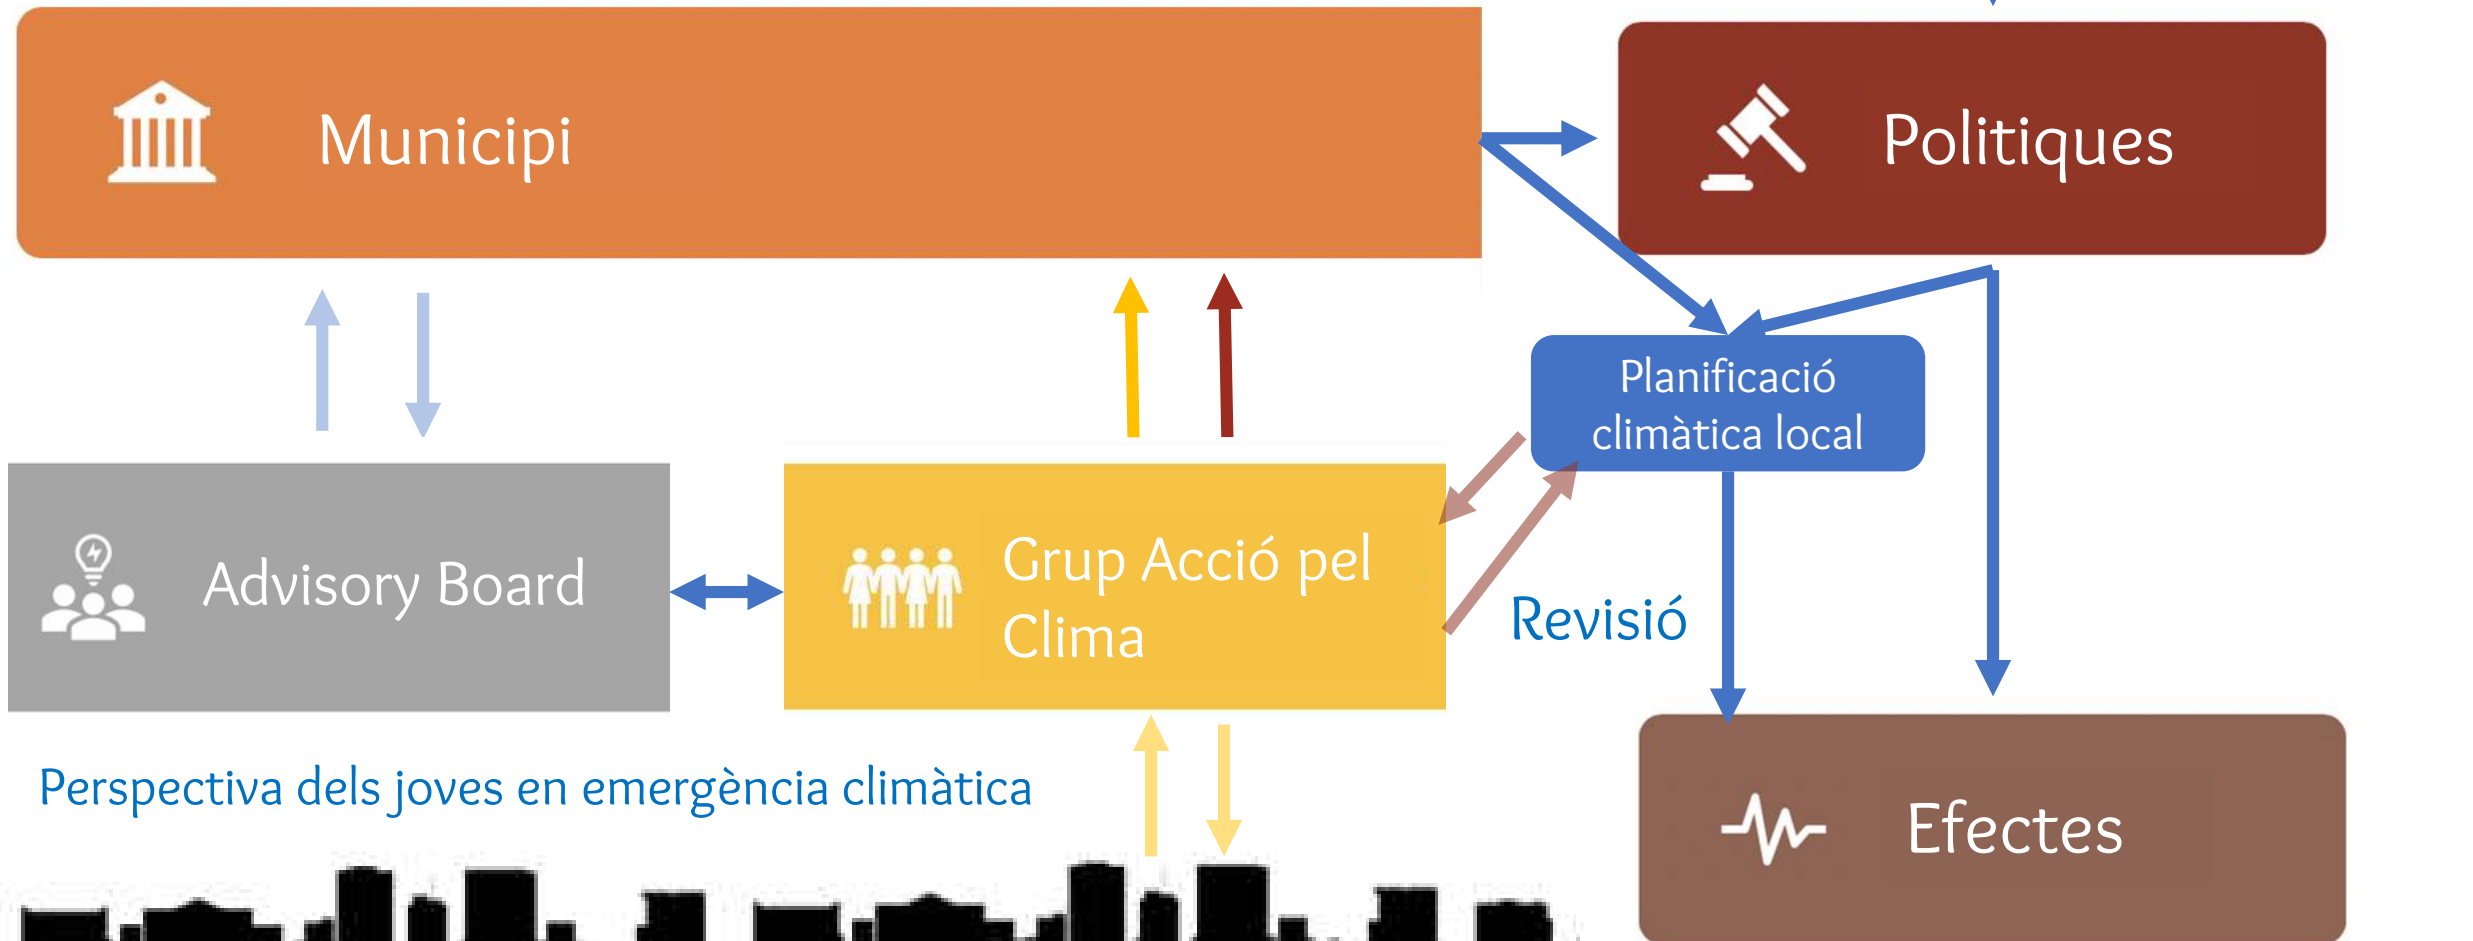 Municipi
Politiques
Planificació
climàtica local
Advisory Board
Grup Acció pel
Clima
Revisió
Perspectiva dels joves en emergència climàtica
Efectes